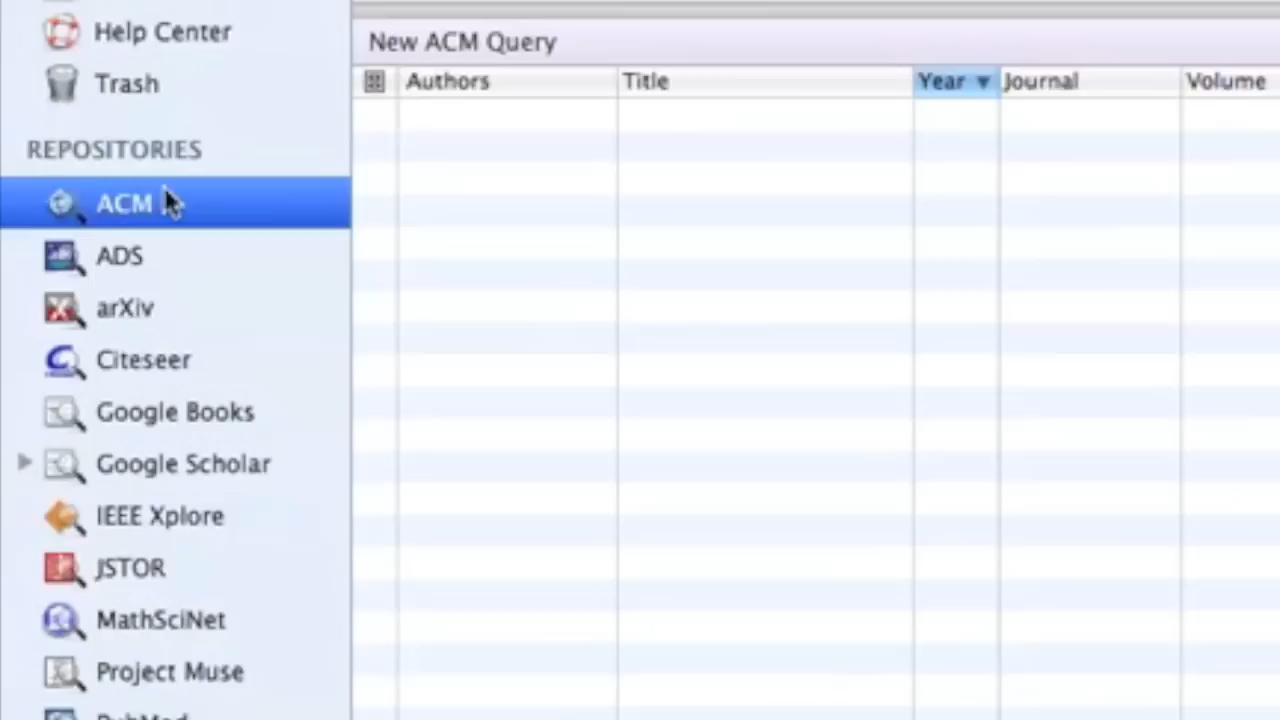 Help Center
Trash
REPOSITORIES
ACM
ADS
arXiv
Citeseer
Google Books
Google Scholar
IEEE Xplore
JSTOR
MathSciNet
Project Muse
PubMed
New ACM Query
Authors Title Year Journal Volume